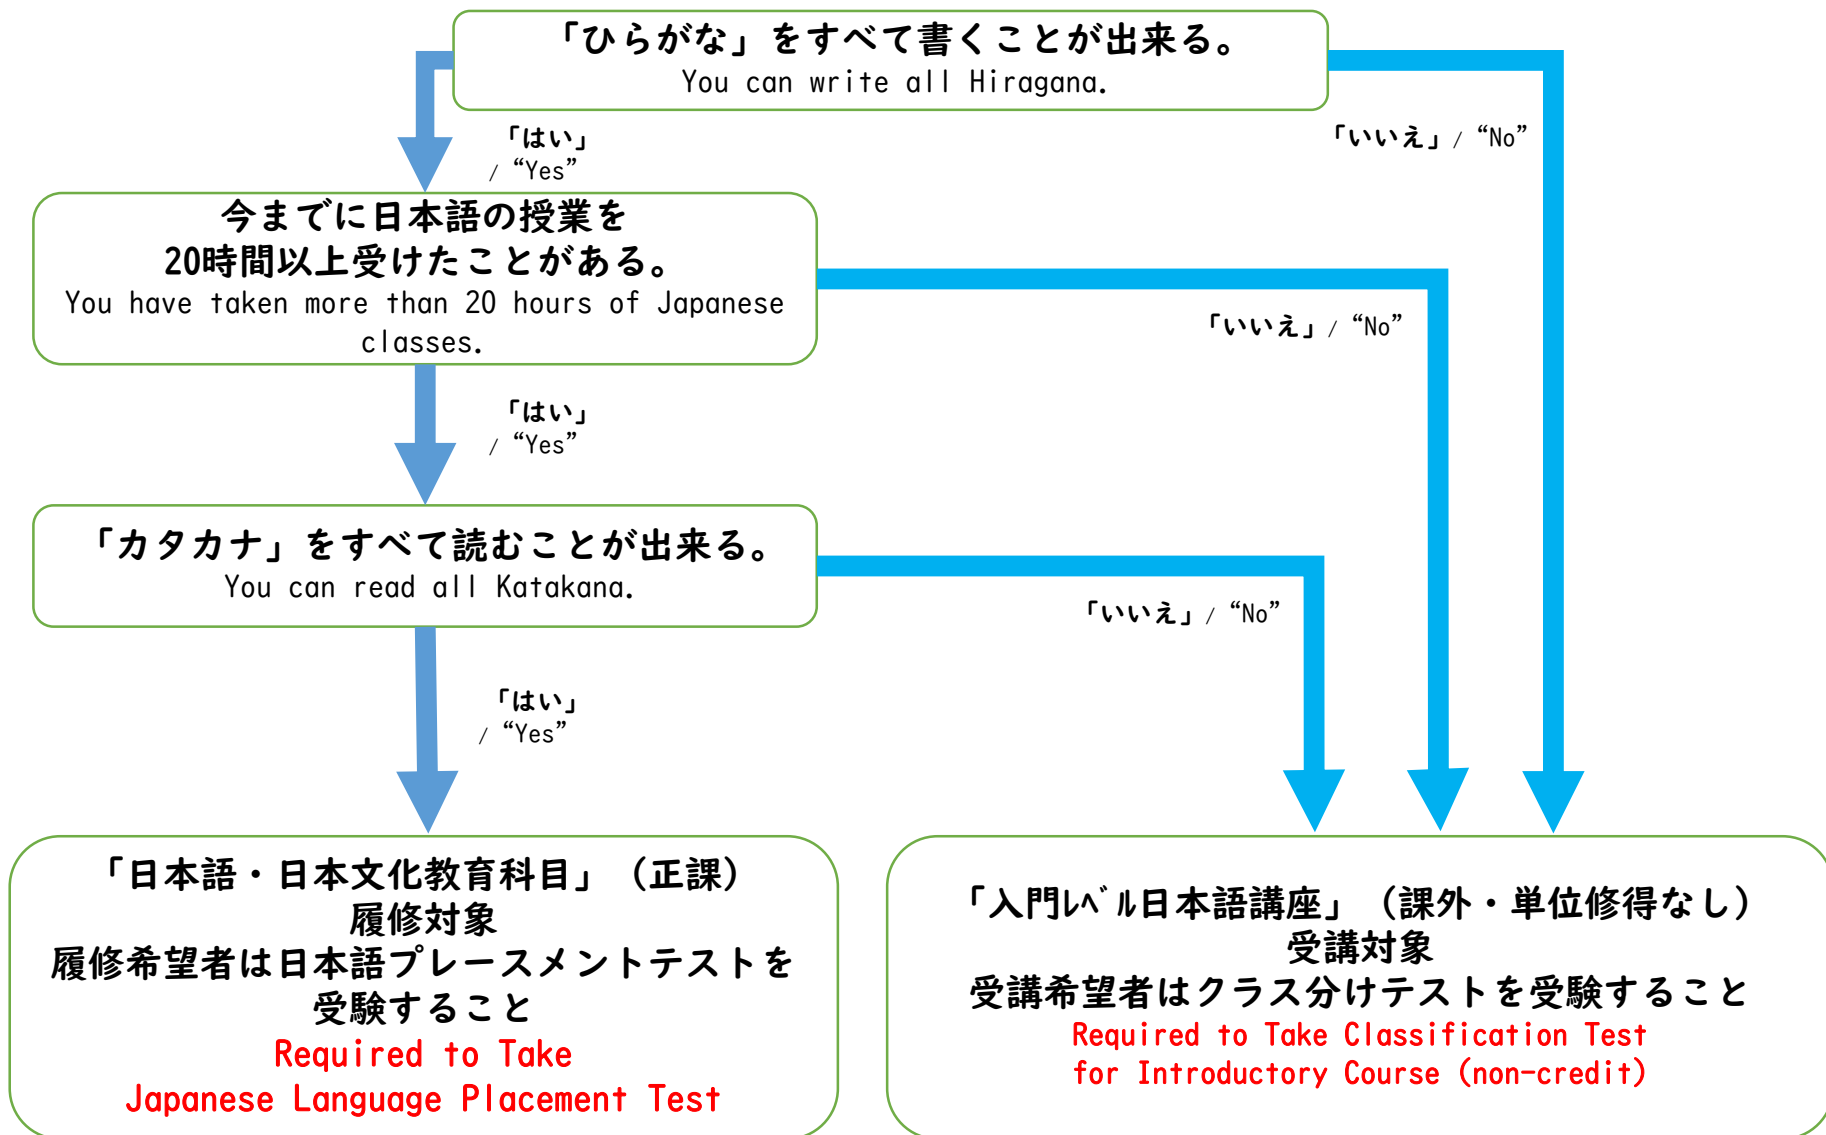 「ひらがな」をすべて書くことが出来る。
You can write all Hiragana.
「はい」
/ “Yes”
「いいえ」/ “No”
今までに日本語の授業を
20時間以上受けたことがある。
You have taken more than 20 hours of Japanese
classes.
「いいえ」/ “No”
「はい」
/ “Yes”
「カタカナ」をすべて読むことが出来る。
You can read all Katakana.
「いいえ」/ “No”
「はい」
/ “Yes”
「日本語・日本文化教育科目」（正課）
履修対象
履修希望者は日本語プレースメントテストを
受験すること
Required to Take
Japanese Language Placement Test
「入門ﾚﾍﾞﾙ日本語講座」（課外・単位修得なし）
受講対象
受講希望者はクラス分けテストを受験すること
Required to Take Classification Test
for Introductory Course (non-credit)